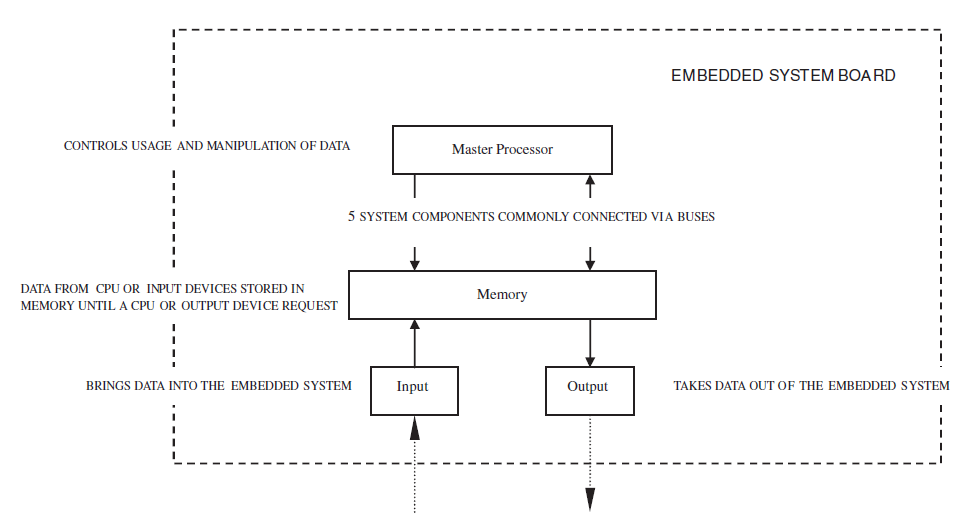 EMBEDDED SYSTEM BOARD
CONTROLS USAGE AND MANIPULATION OF DATA
Master Processor
5 SYSTEM COMPONENTS COMMONLY CONNECTED VIA BUSES
DATA FROM CPU OR INPUT DEVICES STORED IN
MEMORY UNTIL A CPU OR OUTPUT DEVICE REQUEST
Memory
BRINGS DATA INTO THE EMBEDDED SYSTEM
Input
Output
TAKES DATA OUT OF THE EMBEDDED SYSTEM